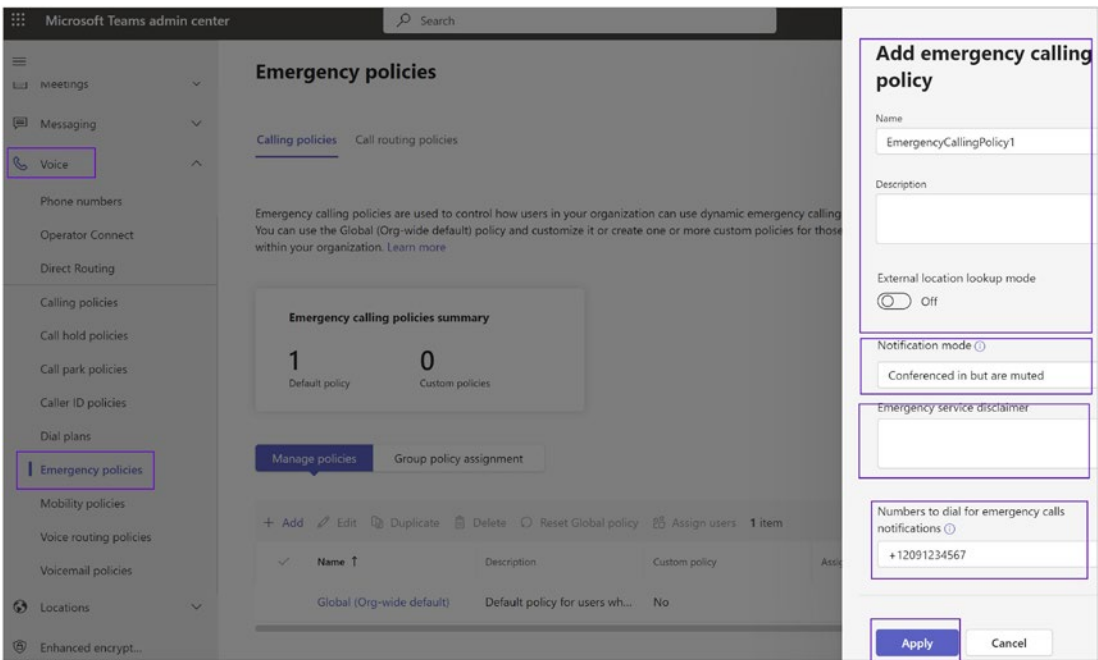 Microsoft Teams admin center
Search
Meetings
Messaging
Voice
Phone numbers
Operator Connect
Direct Routing
Calling policies
Call hold policies
Call park policies
Caller ID policies
Dial plans
Emergency policies
Mobility policies
Voice routing policies
Voicemail policies
Locations
Enhanced encrypt...
Emergency policies
Calling policies Call routing policies
Emergency calling policies are used to control how users in your organization can use dynamic emergency calling
You can use the Global (Org-wide default) policy and customize it or create one or more custom policies for those
within your organization. Learn more
Emergency calling policies summary
1 0
Default policy Custom policies
Manage policies Group policy assignment
+ Add Edit Duplicate Delete Reset Global policy Assign users 1 item
Name ↑ Description Custom policy Assig
Global (Org-wide default) Default policy for users wh... No
Add emergency calling
policy
Name
EmergencyCallingPolicy1
Description
External location lookup mode
Off
Notification mode
Conferenced in but are muted
Emergency service disclaimer
Numbers to dial for emergency calls
notifications
+12091234567
Apply Cancel